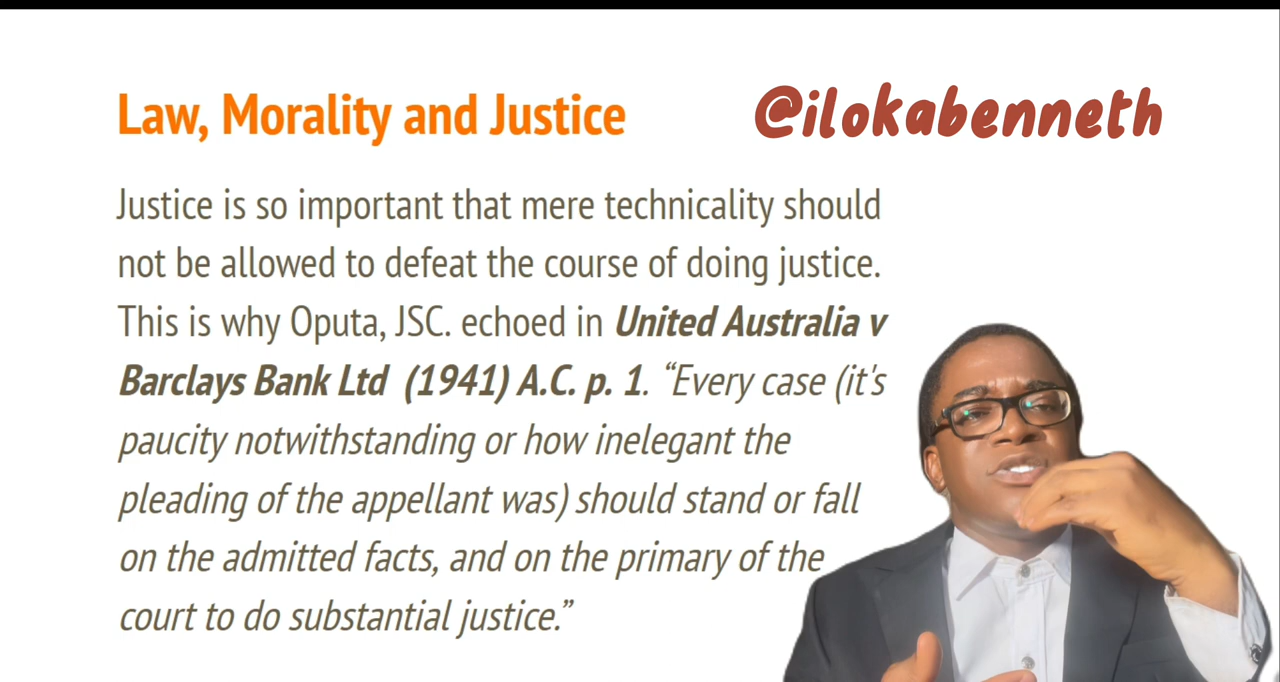 Law, Morality and Justice
@ilokabenneth
Justice is so important that mere technicality should
not be allowed to defeat the course of doing justice.
This is why Oputa, JSC. echoed in United Australia v
Barclays Bank Ltd (1941) A.C. p. 1. “Every case (it's
paucity notwithstanding or how inelegant the
pleading of the appellant was) should stand or fall
on the admitted facts, and on the primary of the
court to do substantial justice.”